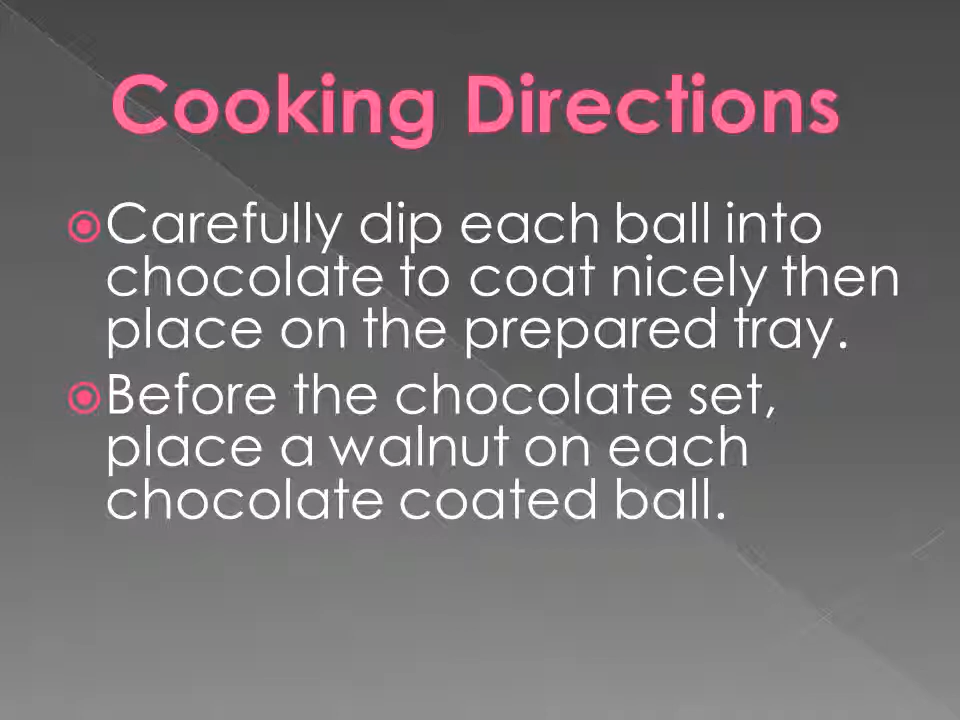 Cooking Directions
Carefully dip each ball into
chocolate to coat nicely then
place on the prepared tray.
Before the chocolate set,
place a walnut on each
chocolate coated ball.